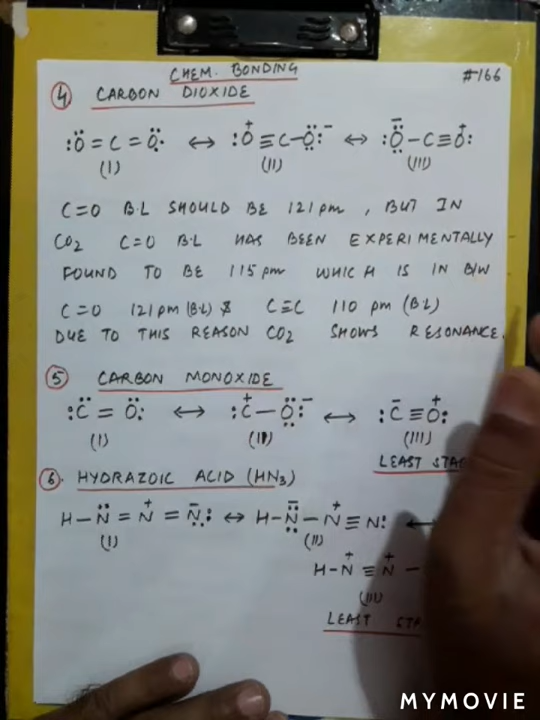 CHEM. BONDING #166
④ CARBON DIOXIDE
:Ö=C=Ö: ↔ :O⁺≡C-Ö:⁻ ↔ :Ö⁻-C≡O⁺:
(I) (II) (III)
C=O B.L SHOULD BE 121 pm, BUT IN
CO₂ C=O B.L HAS BEEN EXPERIMENTALLY
FOUND TO BE 115 pm WHICH IS IN B/W
C=O 121 pm (B.L) & C≡C 110 pm (B.L)
DUE TO THIS REASON CO₂ SHOWS RESONANCE.
⑤ CARBON MONOXIDE
:C̈=Ö: ↔ :C⁺-Ö:⁻ ↔ :C⁻≡O⁺:
(I) (II) (III)
LEAST
⑥. HYDRAZOIC ACID (HN₃)
H-N̈=N⁺=N̈⁻: ↔ H-N̈⁻-N⁺≡N: ↔
(I) (II)
H-N⁺≡N⁺-
(III)
LEAST
MYMOVIE